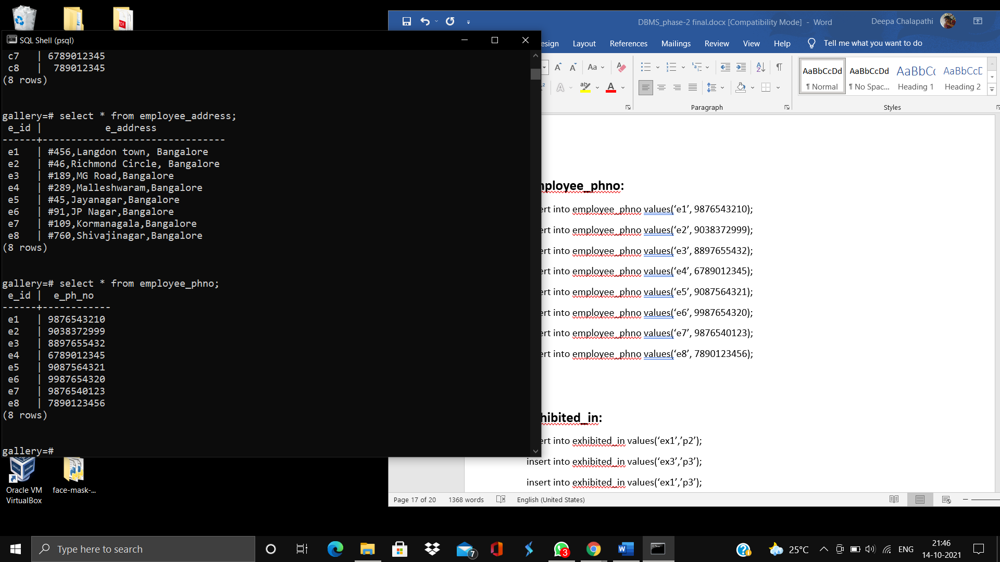 SQL Shell (psql)
c7 | 6789012345
c8 | 789012345
(8 rows)
gallery=# select * from employee_address;
e_id | e_address
------+--------------------------------
e1 | #456,Langdon town, Bangalore
e2 | #46,Richmond Circle, Bangalore
e3 | #189,MG Road,Bangalore
e4 | #289,Malleshwaram,Bangalore
e5 | #45,Jayanagar,Bangalore
e6 | #91,JP Nagar,Bangalore
e7 | #109,Kormanagala,Bangalore
e8 | #760,Shivajinagar,Bangalore
(8 rows)
gallery=# select * from employee_phno;
e_id | e_ph_no
------+------------
e1 | 9876543210
e2 | 9038372999
e3 | 8897655432
e4 | 6789012345
e5 | 9087564321
e6 | 9987654320
e7 | 9876540123
e8 | 7890123456
(8 rows)
gallery=#
DBMS_phase-2 final.docx [Compatibility Mode] - Word
Deepa Chalapathi
esign Layout References Mailings Review View Help Tell me what you want to do
AaBbCcDd AaBbCcDd AaBbC AaBbCcD
¶ Normal ¶ No Spac... Heading 1 Heading 2
Paragraph Styles
mployee_phno:
ert into employee_phno values(‘e1’, 9876543210);
ert into employee_phno values(‘e2’, 9038372999);
ert into employee_phno values(‘e3’, 8897655432);
ert into employee_phno values(‘e4’, 6789012345);
ert into employee_phno values(‘e5’, 9087564321);
ert into employee_phno values(‘e6’, 9987654320);
ert into employee_phno values(‘e7’, 9876540123);
ert into employee_phno values(‘e8’, 7890123456);
hibited_in:
ert into exhibited_in values(‘ex1’,’p2’);
insert into exhibited_in values(‘ex3’,’p3’);
insert into exhibited_in values(‘ex1’,’p3’);
Page 17 of 20 1368 words English (United States)
Oracle VM
VirtualBox
face-mask-...
PDF
Type here to search
7
3
25°C
ENG
21:46
14-10-2021